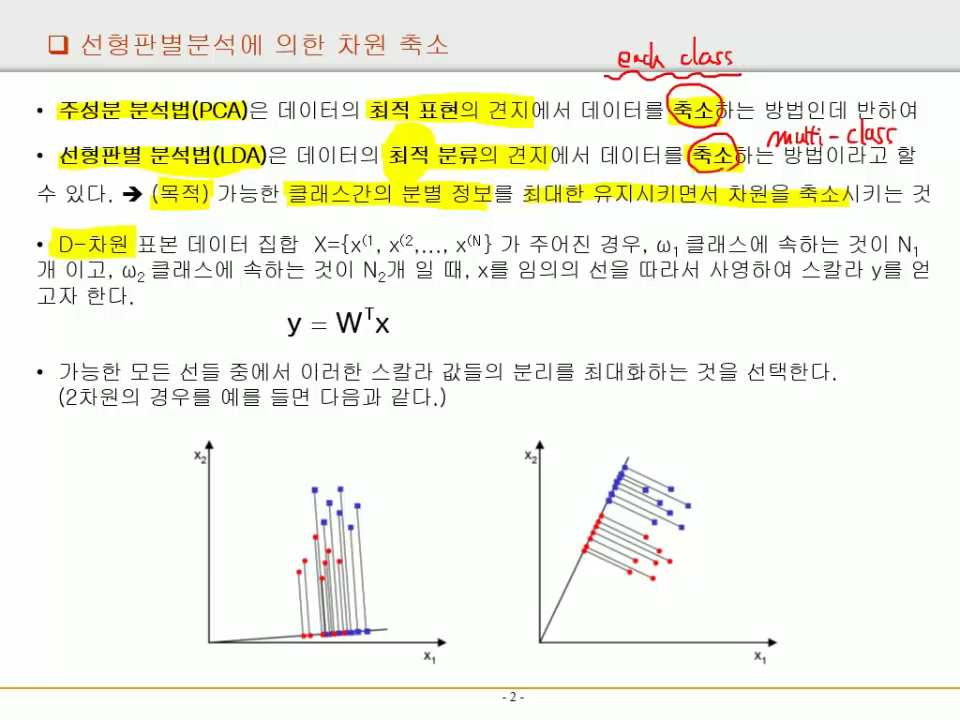 ❑ 선형판별분석에 의한 차원 축소
each class
• 주성분 분석법(PCA)은 데이터의 최적 표현의 견지에서 데이터를 축소하는 방법인데 반하여
multi-class
• 선형판별 분석법(LDA)은 데이터의 최적 분류의 견지에서 데이터를 축소하는 방법이라고 할
수 있다. ➔ (목적) 가능한 클래스간의 분별 정보를 최대한 유지시키면서 차원을 축소시키는 것
• D-차원 표본 데이터 집합 X={x⁽¹, x⁽²,..., x⁽ᴺ} 가 주어진 경우, ω₁ 클래스에 속하는 것이 N₁
개 이고, ω₂ 클래스에 속하는 것이 N₂개 일 때, x를 임의의 선을 따라서 사영하여 스칼라 y를 얻
고자 한다.
y = Wᵀx
• 가능한 모든 선들 중에서 이러한 스칼라 값들의 분리를 최대화하는 것을 선택한다.
(2차원의 경우를 예를 들면 다음과 같다.)
x₂ x₂
x₁ x₁
- 2 -